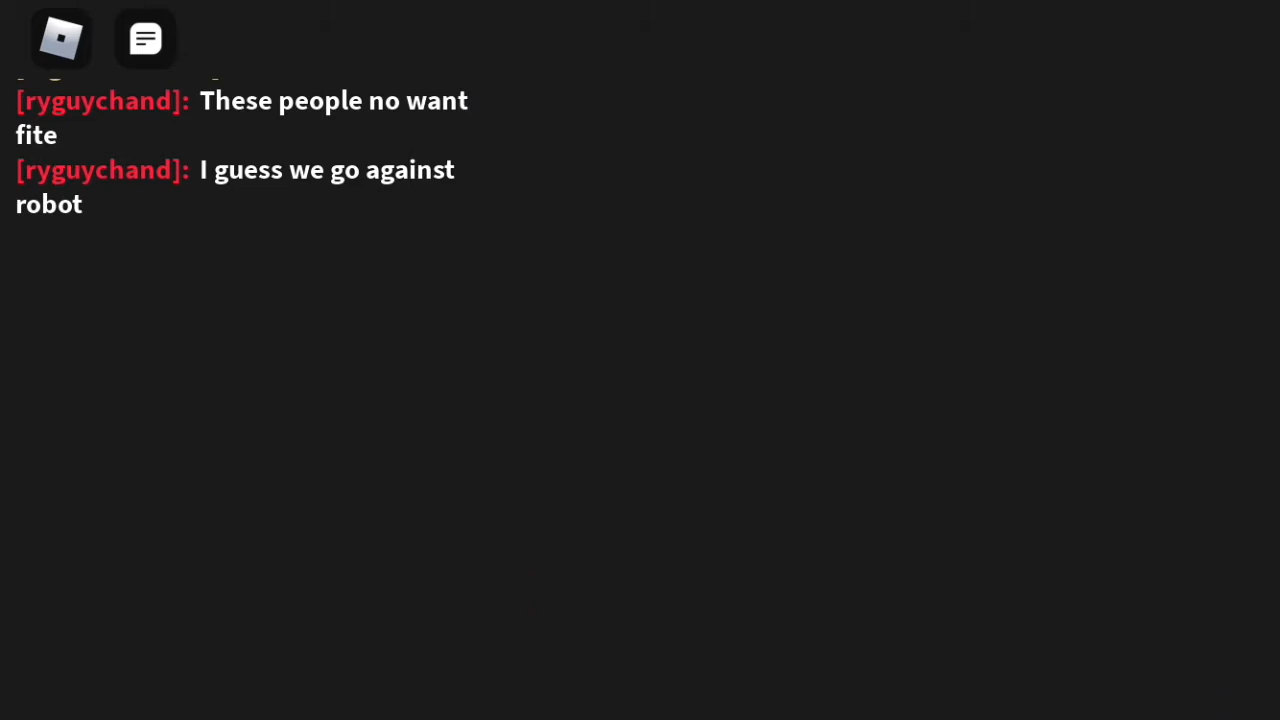 [ryguychand]: These people no want
fite
[ryguychand]: I guess we go against
robot